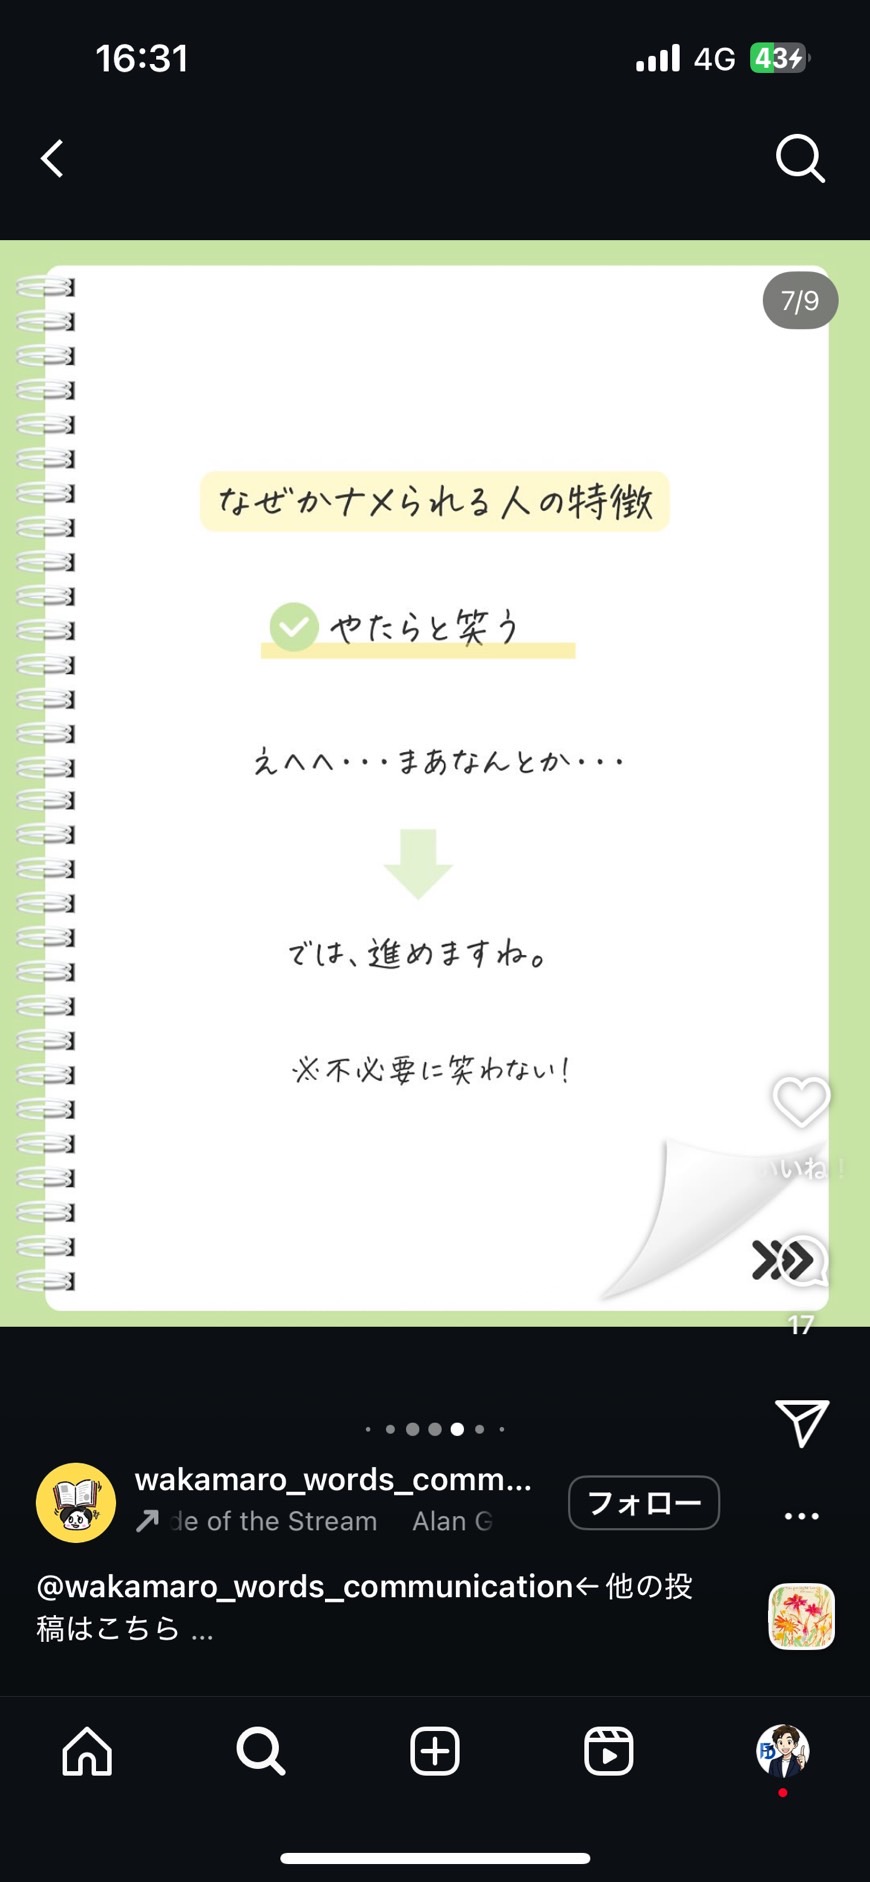 16:31
4G
43
7/9
なぜかナメられる人の特徴
やたらと笑う
えへへ・・・まあなんとか・・・
では、進めますね。
※不必要に笑わない!
いいね!
17
wakamaro_words_comm...
フォロー
de of the Stream Alan G
@wakamaro_words_communication←他の投
稿はこちら ...